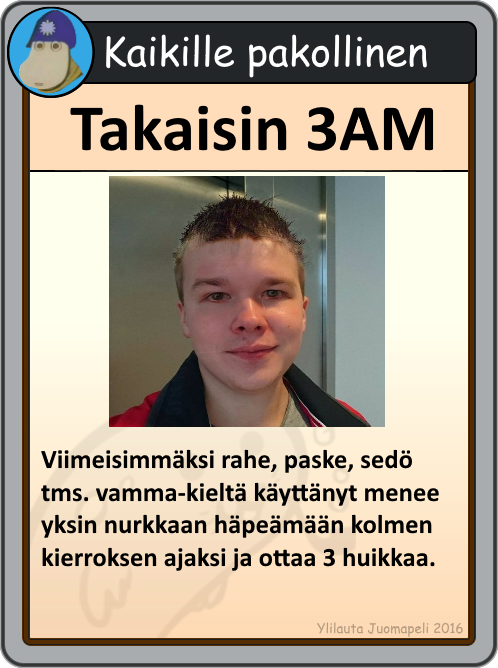 Kaikille pakollinen
Takaisin 3AM
Viimeisimmäksi rahe, paske, sedö
tms. vamma-kieltä käyttänyt menee
yksin nurkkaan häpeämään kolmen
kierroksen ajaksi ja ottaa 3 huikkaa.
Ylilauta Juomapeli 2016